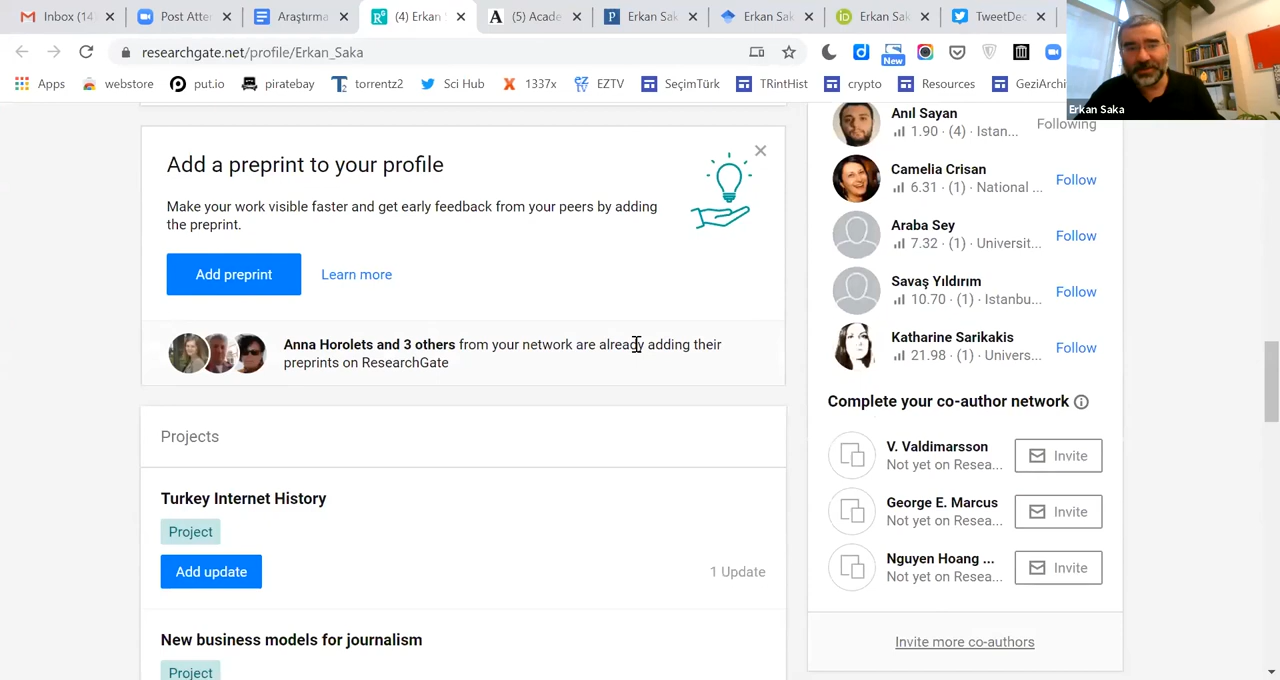 Inbox (14
Post Atter
Araştırma
(4) Erkan
(5) Acade
Erkan Sak
Erkan Sak
Erkan Sak
TweetDec
researchgate.net/profile/Erkan_Saka
New
Apps
webstore
put.io
piratebay
torrentz2
Sci Hub
1337x
EZTV
SeçimTürk
TRintHist
crypto
Resources
GeziArchi
Erkan Saka
Add a preprint to your profile
Make your work visible faster and get early feedback from your peers by adding
the preprint.
Add preprint
Learn more
Anna Horolets and 3 others from your network are already adding their
preprints on ResearchGate
Projects
Turkey Internet History
Project
Add update
1 Update
New business models for journalism
Project
Anıl Sayan
1.90 · (4) · Istan...
Following
Camelia Crisan
6.31 · (1) · National ...
Follow
Araba Sey
7.32 · (1) · Universit...
Follow
Savaş Yıldırım
10.70 · (1) · Istanbu...
Follow
Katharine Sarikakis
21.98 · (1) · Univers...
Follow
Complete your co-author network
V. Valdimarsson
Not yet on Resea...
Invite
George E. Marcus
Not yet on Resea...
Invite
Nguyen Hoang ...
Not yet on Resea...
Invite
Invite more co-authors